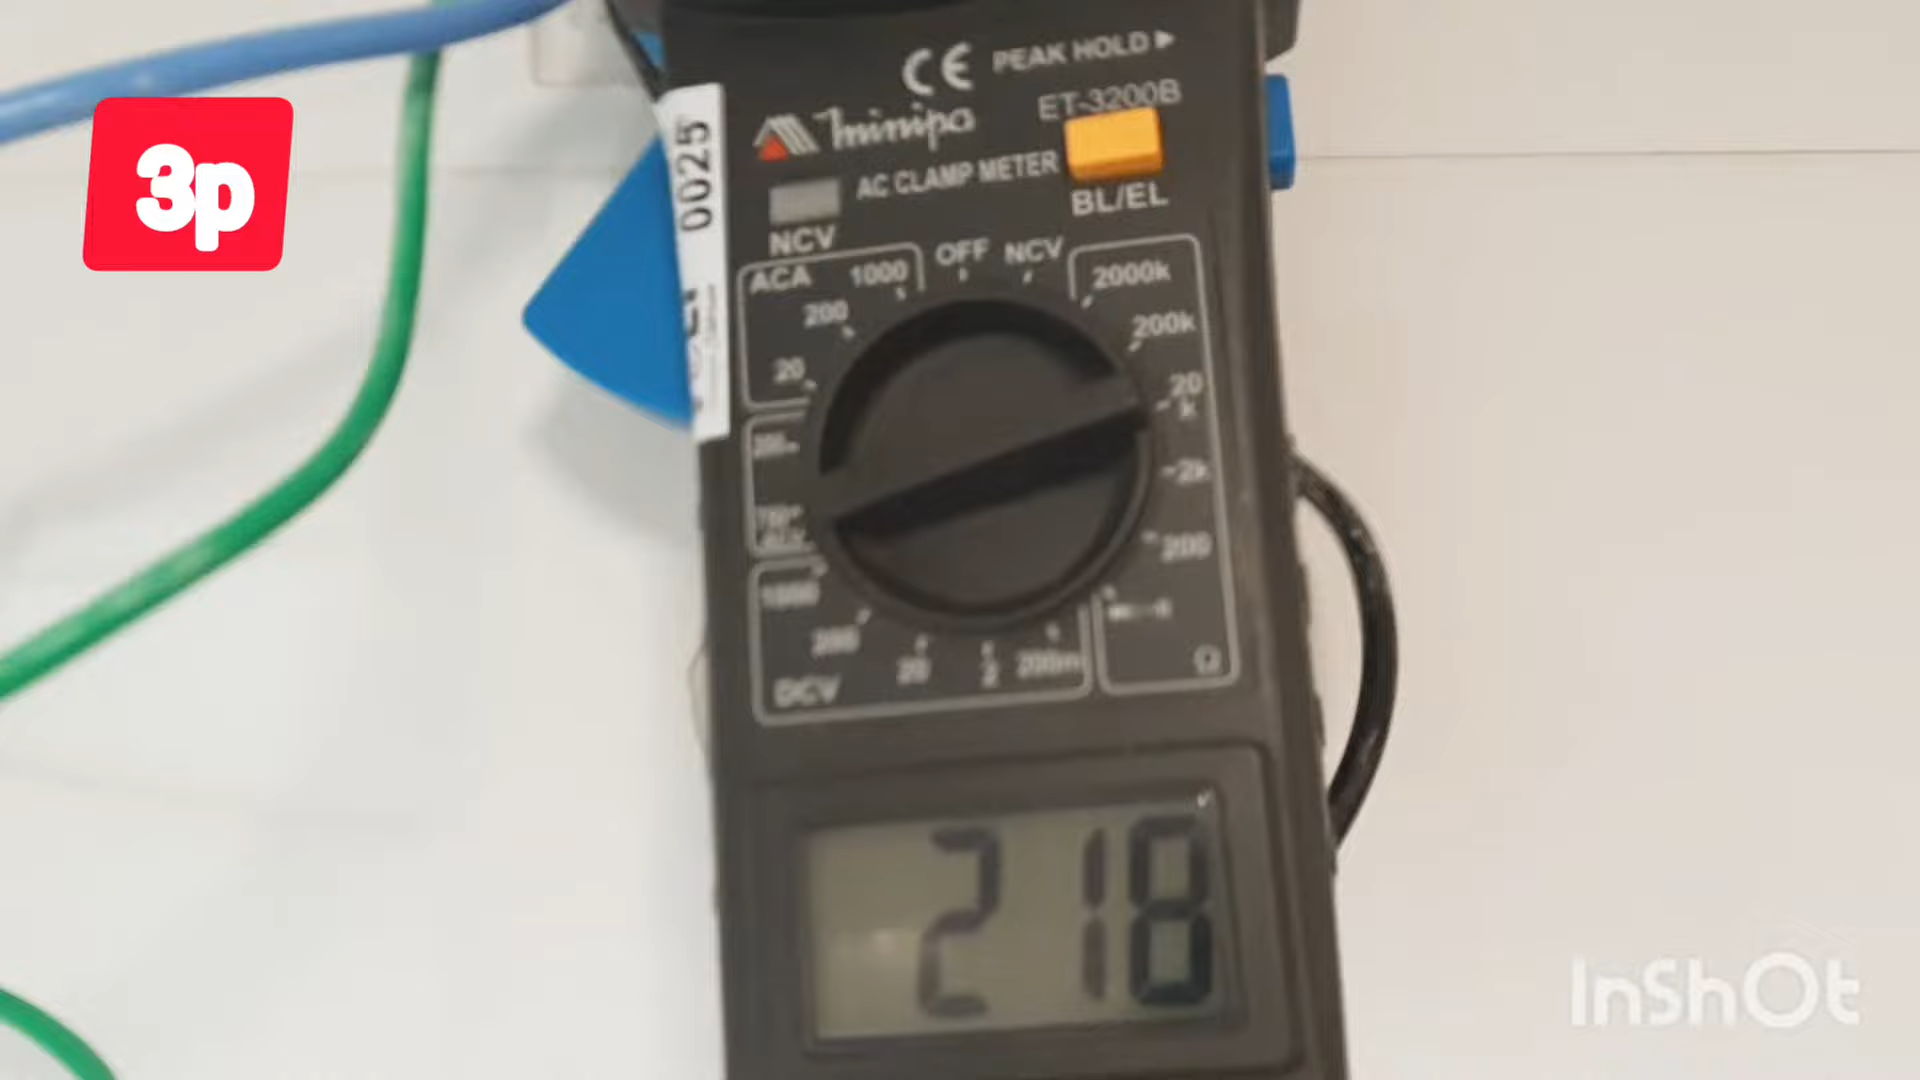 CE PEAK HOLD
3p
minipa ET-3200B
0025
AC CLAMP METER
BL/EL
NCV
ACA 1000 OFF NCV 2000k
200 200k
20 20
k
2k
200
1000
200
20 2 200m
DCV Ω
218
InShOt